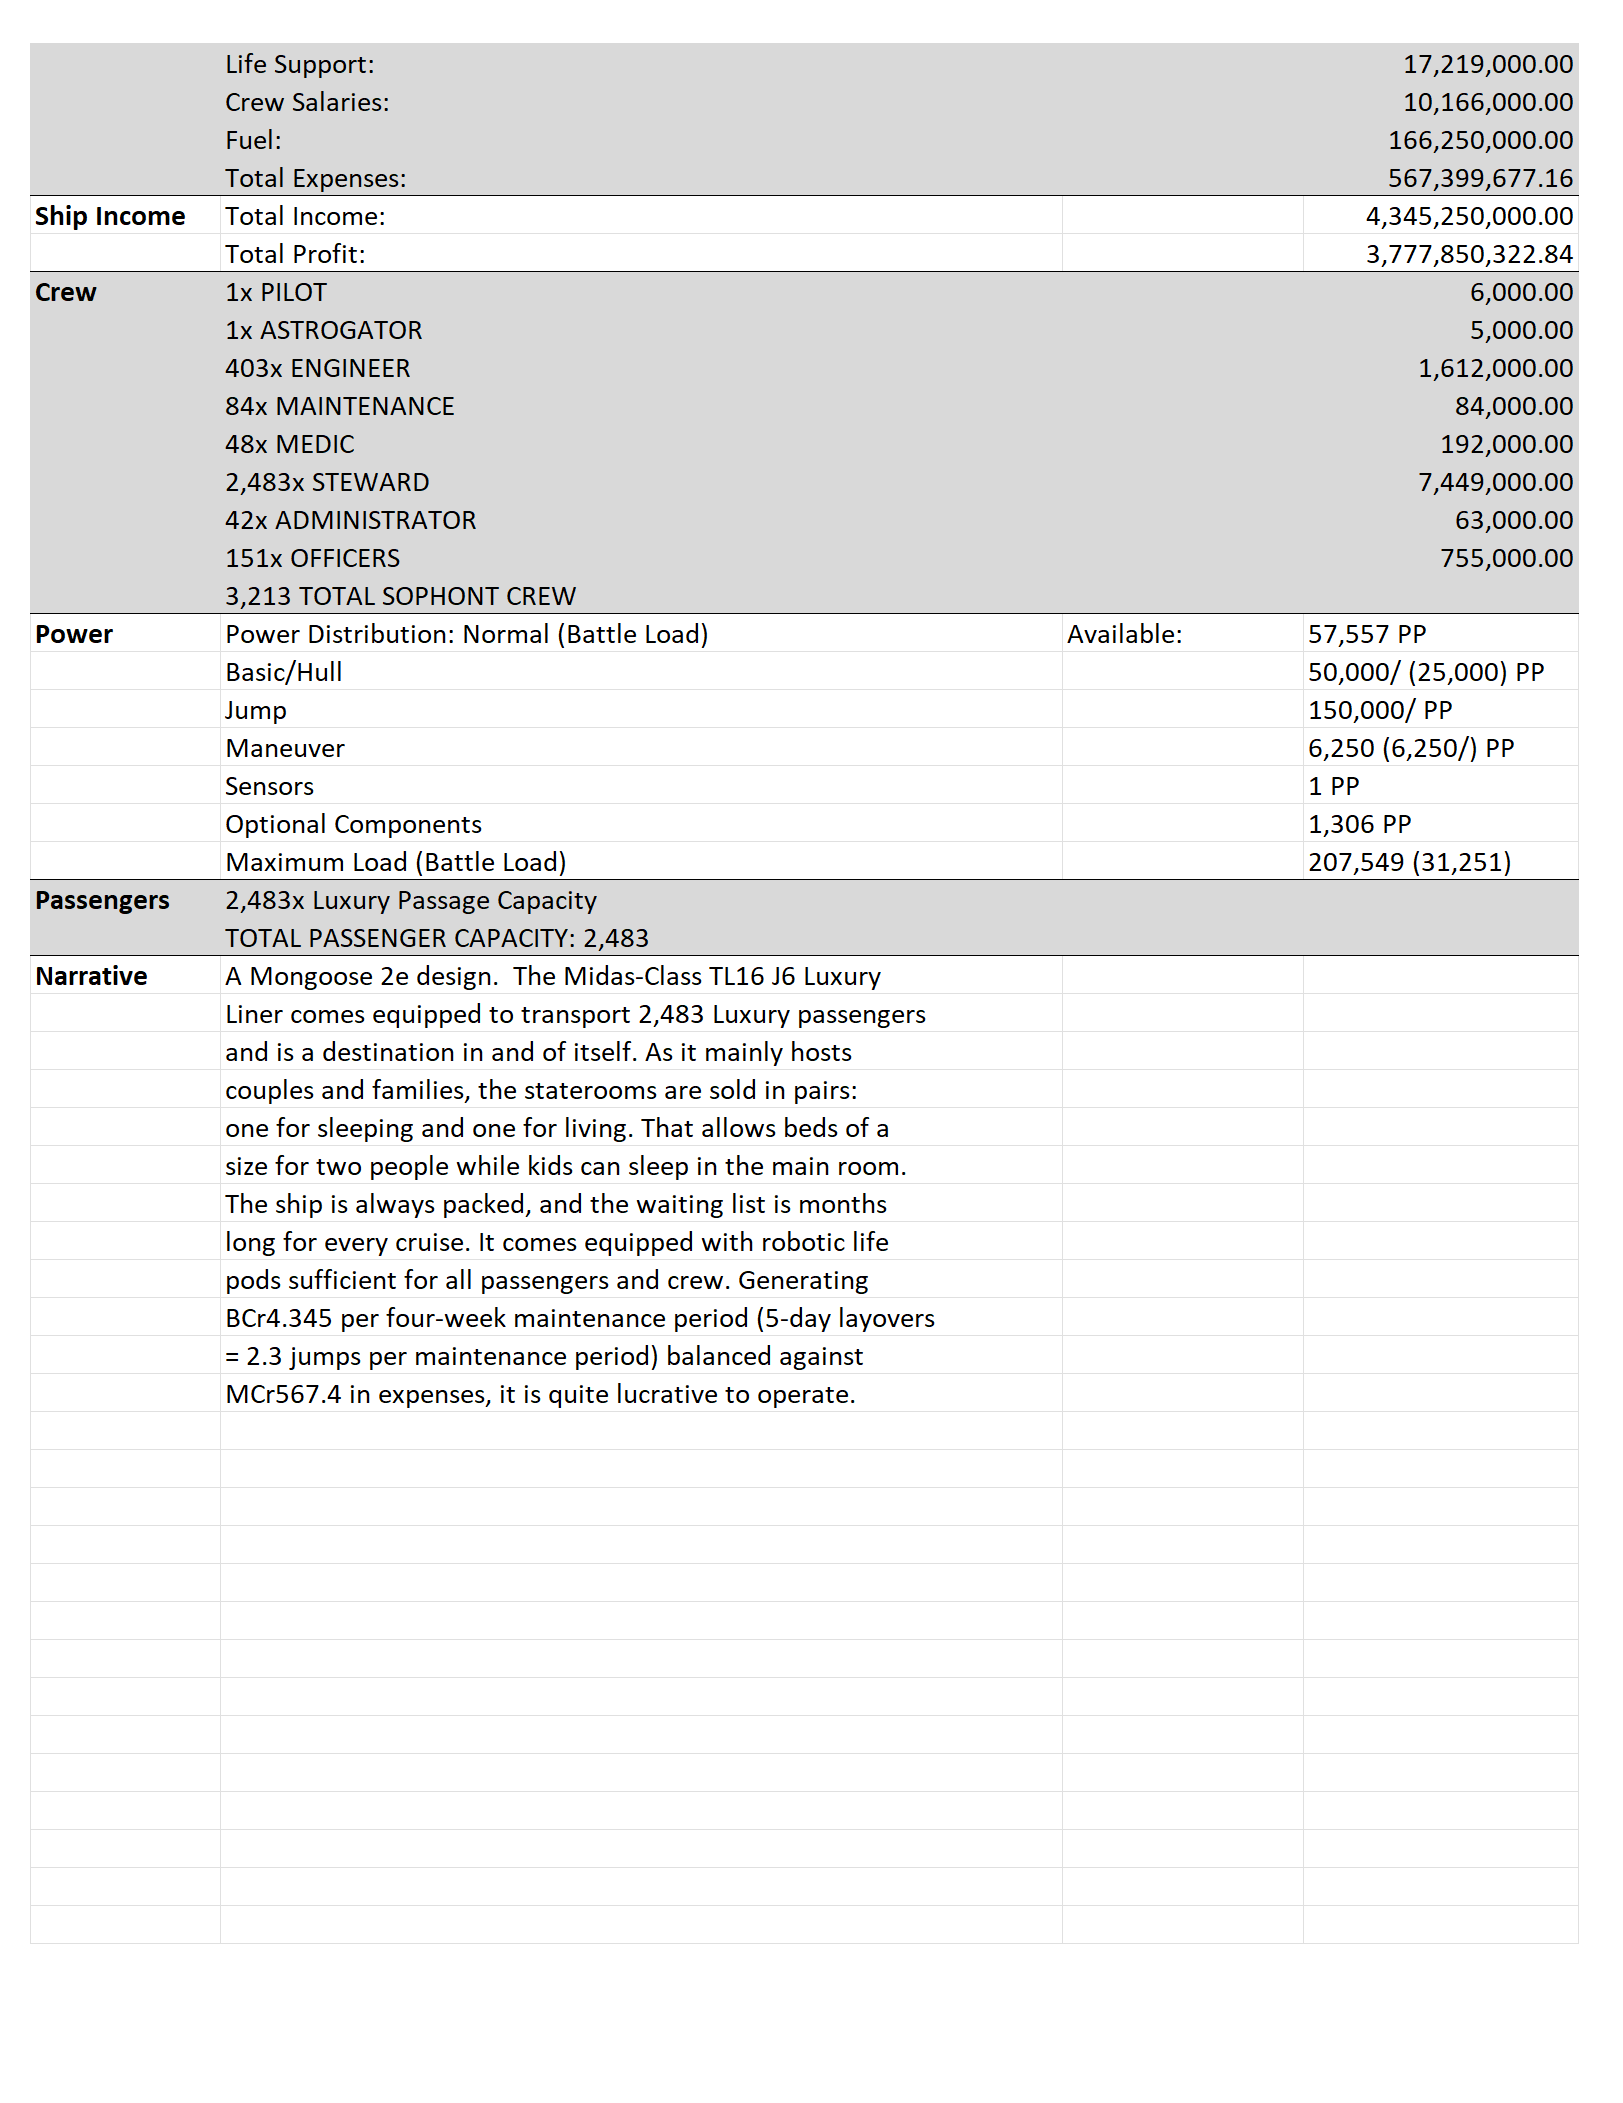 Life Support: 17,219,000.00
Crew Salaries: 10,166,000.00
Fuel: 166,250,000.00
Total Expenses: 567,399,677.16
Ship Income Total Income: 4,345,250,000.00
Total Profit: 3,777,850,322.84
Crew 1x PILOT 6,000.00
1x ASTROGATOR 5,000.00
403x ENGINEER 1,612,000.00
84x MAINTENANCE 84,000.00
48x MEDIC 192,000.00
2,483x STEWARD 7,449,000.00
42x ADMINISTRATOR 63,000.00
151x OFFICERS 755,000.00
3,213 TOTAL SOPHONT CREW
Power Power Distribution: Normal (Battle Load) Available: 57,557 PP
Basic/Hull 50,000/ (25,000) PP
Jump 150,000/ PP
Maneuver 6,250 (6,250/) PP
Sensors 1 PP
Optional Components 1,306 PP
Maximum Load (Battle Load) 207,549 (31,251)
Passengers 2,483x Luxury Passage Capacity
TOTAL PASSENGER CAPACITY: 2,483
Narrative A Mongoose 2e design.  The Midas-Class TL16 J6 Luxury
Liner comes equipped to transport 2,483 Luxury passengers
and is a destination in and of itself. As it mainly hosts
couples and families, the staterooms are sold in pairs:
one for sleeping and one for living. That allows beds of a
size for two people while kids can sleep in the main room.
The ship is always packed, and the waiting list is months
long for every cruise. It comes equipped with robotic life
pods sufficient for all passengers and crew. Generating
BCr4.345 per four-week maintenance period (5-day layovers
= 2.3 jumps per maintenance period) balanced against
MCr567.4 in expenses, it is quite lucrative to operate.